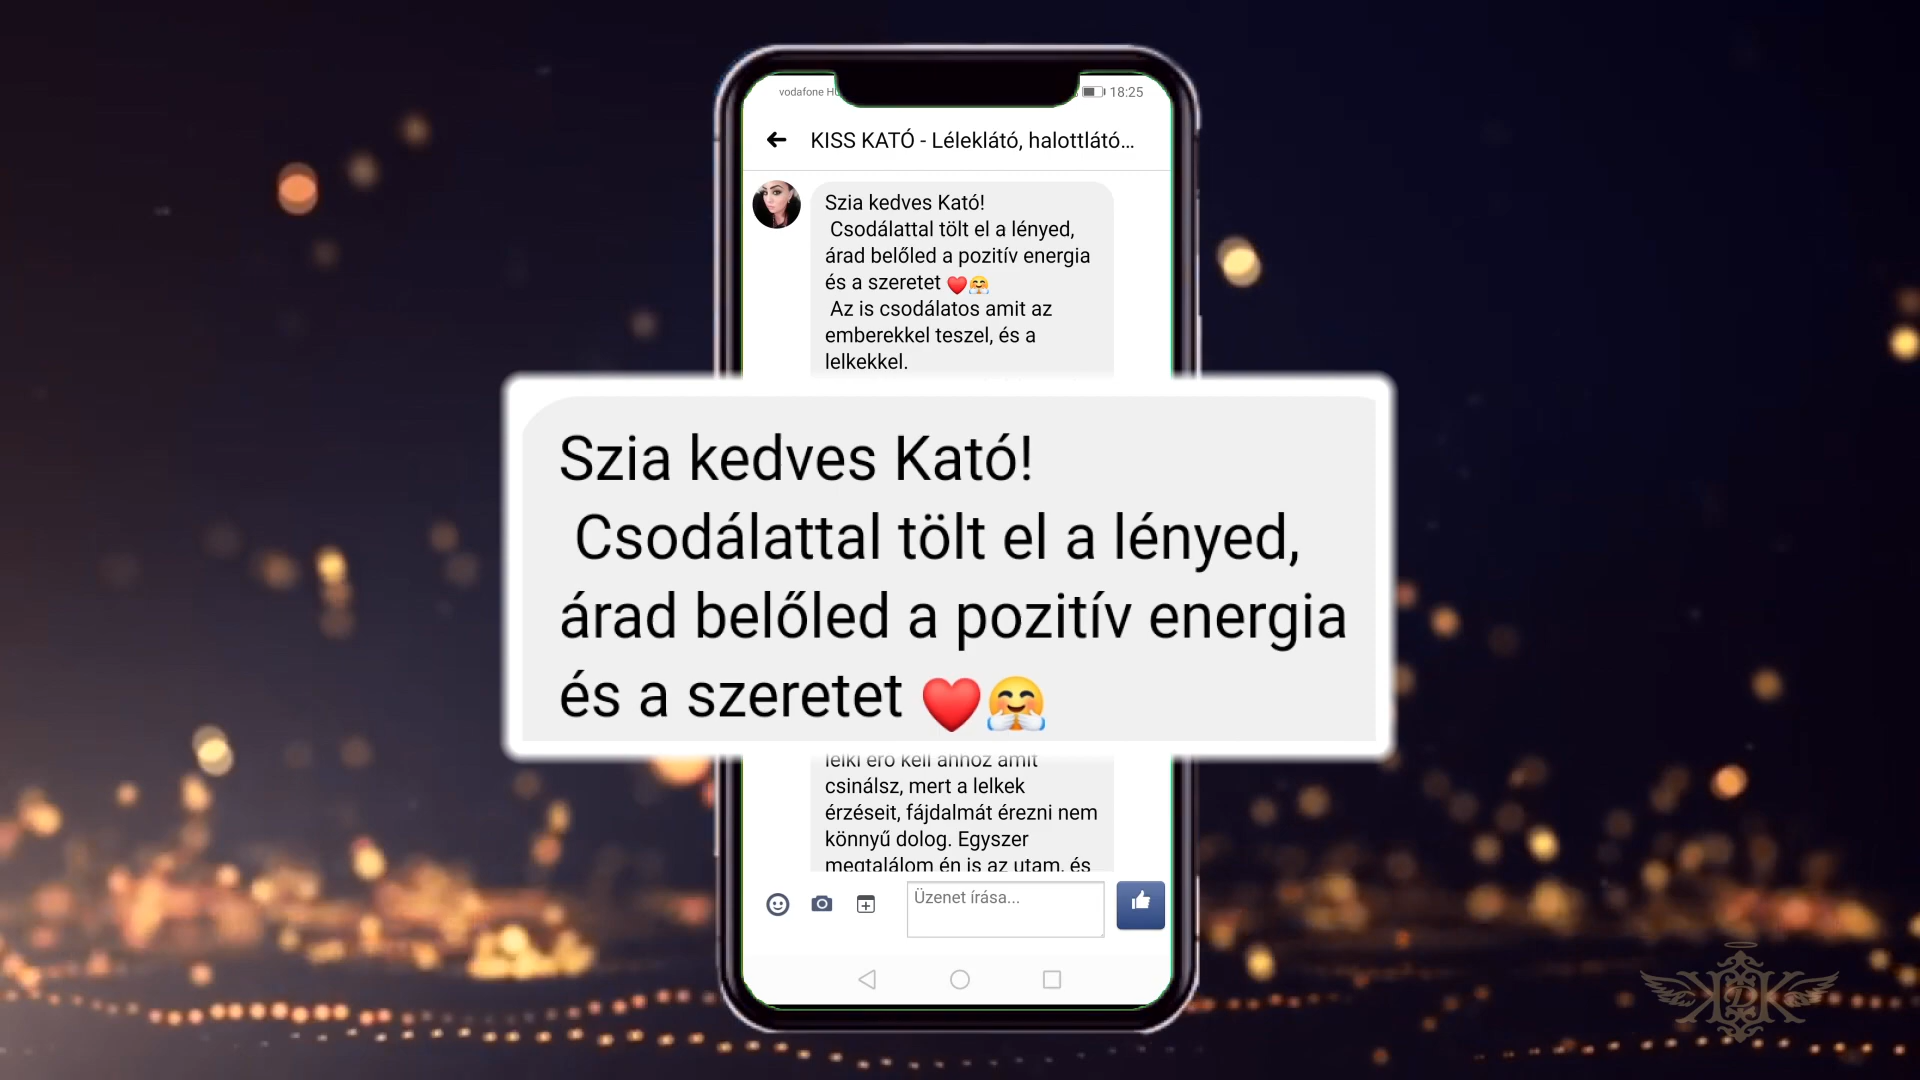 vodafone HU
18:25
KISS KATÓ - Léleklátó, halottlátó...
Szia kedves Kató!
Csodálattal tölt el a lényed,
árad belőled a pozitív energia
és a szeretet ❤️🤗
Az is csodálatos amit az
emberekkel teszel, és a
lelkekkel.
Szia kedves Kató!
Csodálattal tölt el a lényed,
árad belőled a pozitív energia
és a szeretet ❤️🤗
lelki erő kell ahhoz amit
csinálsz, mert a lelkek
érzéseit, fájdalmát érezni nem
könnyű dolog. Egyszer
megtalálom én is az utam, és
Üzenet írása...